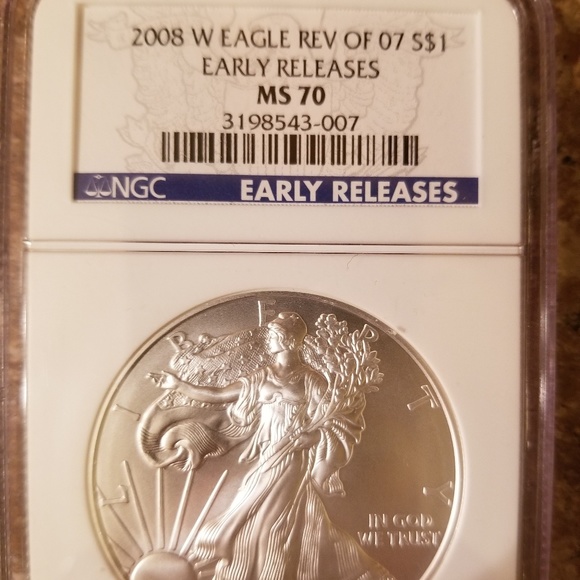 2008 W EAGLE REV OF 07 S$1
EARLY RELEASES
MS 70
3198543-007
NGC EARLY RELEASES
LIBERTY
IN GOD
WE TRUST